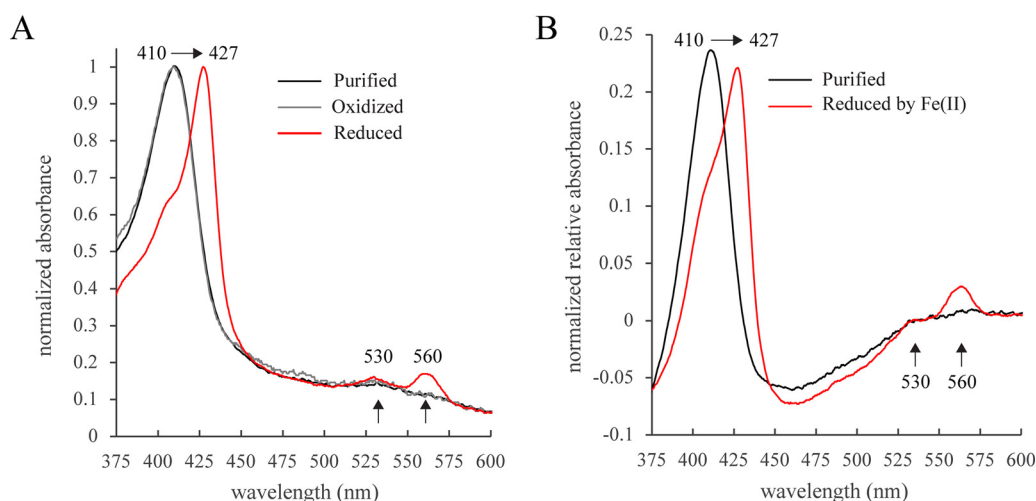 A
410 → 427
Purified
Oxidized
Reduced
normalized absorbance
1
0.9
0.8
0.7
0.6
0.5
0.4
0.3
0.2
0.1
0
530
560
375 400 425 450 475 500 525 550 575 600
wavelength (nm)
B
410 → 427
Purified
Reduced by Fe(II)
normalized relative absorbance
0.25
0.20
0.15
0.10
0.05
0
-0.05
-0.1
530 560
375 400 425 450 475 500 525 550 575 600
wavelength (nm)